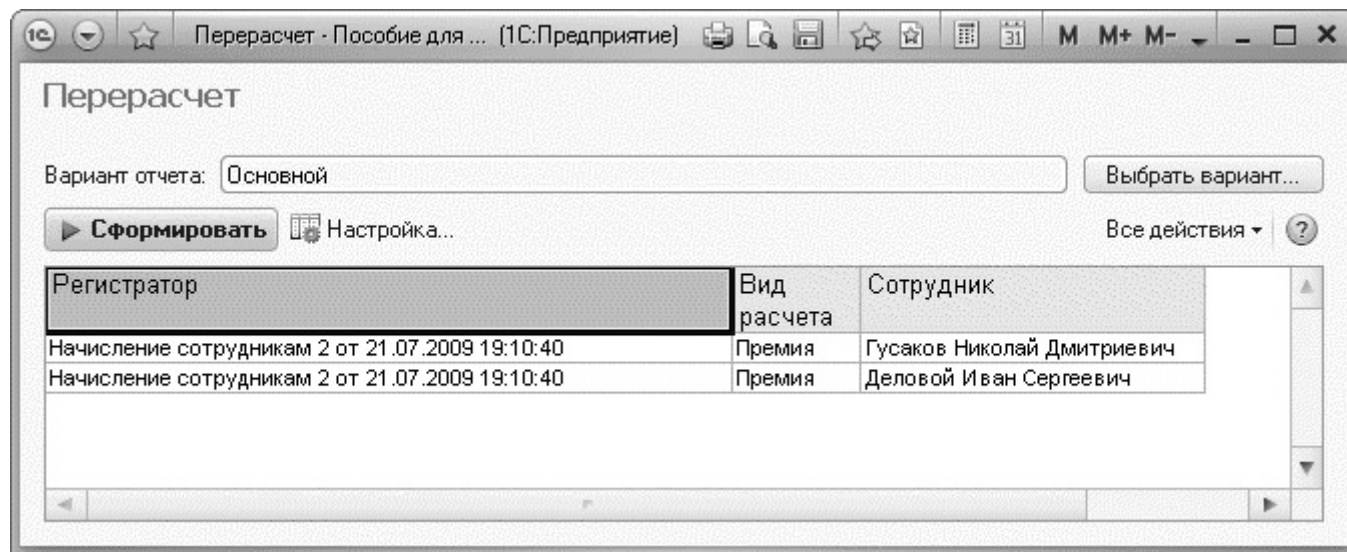 1С Перерасчет - Пособие для ... (1С:Предприятие) 31 M M+ M-
Перерасчет
Вариант отчета: Основной Выбрать вариант...
Сформировать Настройка... Все действия ?
Регистратор Вид расчета Сотрудник
Начисление сотрудникам 2 от 21.07.2009 19:10:40 Премия Гусаков Николай Дмитриевич
Начисление сотрудникам 2 от 21.07.2009 19:10:40 Премия Деловой Иван Сергеевич